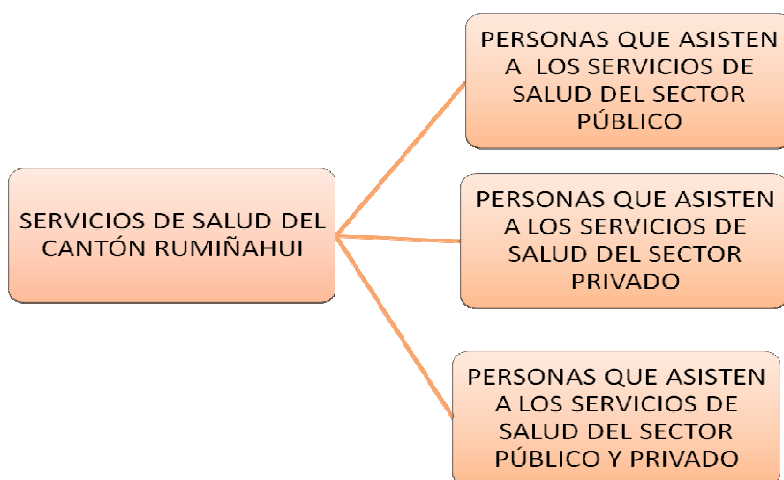 PERSONAS QUE ASISTEN
A LOS SERVICIOS DE
SALUD DEL SECTOR
PÚBLICO
SERVICIOS DE SALUD DEL
CANTÓN RUMIÑAHUI
PERSONAS QUE ASISTEN
A LOS SERVICIOS DE
SALUD DEL SECTOR
PRIVADO
PERSONAS QUE ASISTEN
A LOS SERVICIOS DE
SALUD DEL SECTOR
PÚBLICO Y PRIVADO